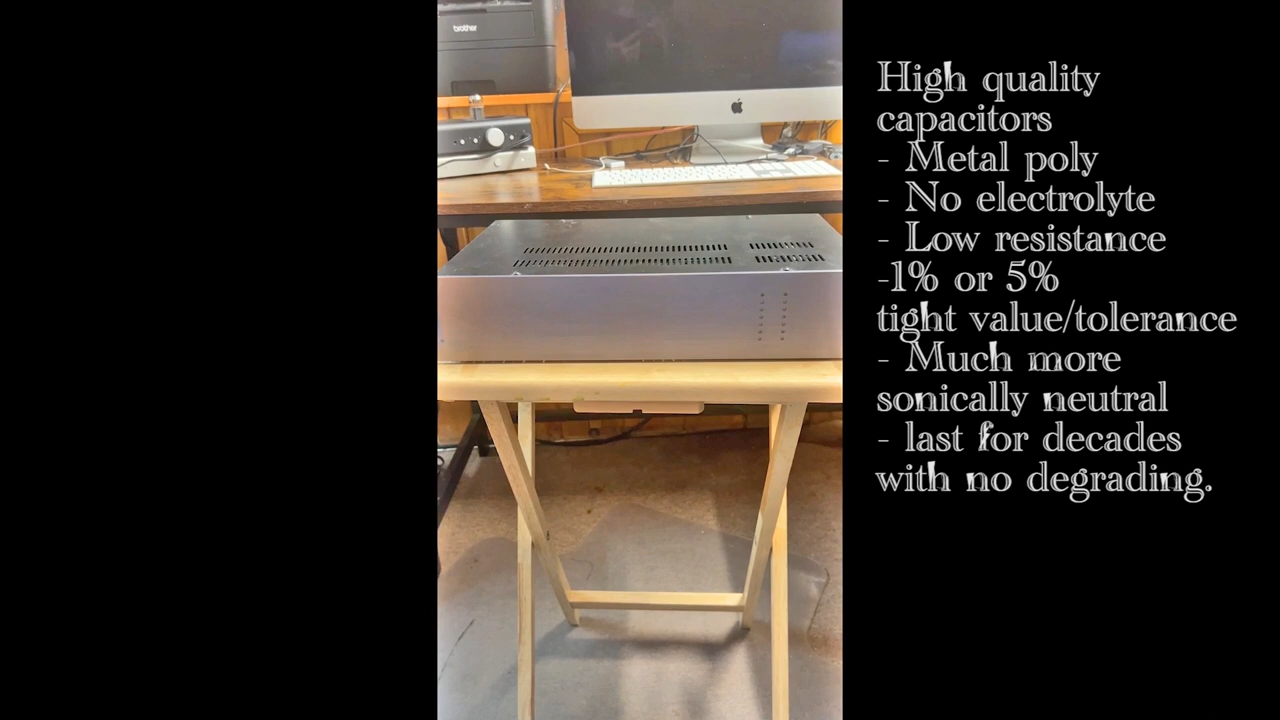 brother
High quality
capacitors
- Metal poly
- No electrolyte
- Low resistance
-1% or 5%
tight value/tolerance
- Much more
sonically neutral
- last for decades
with no degrading.